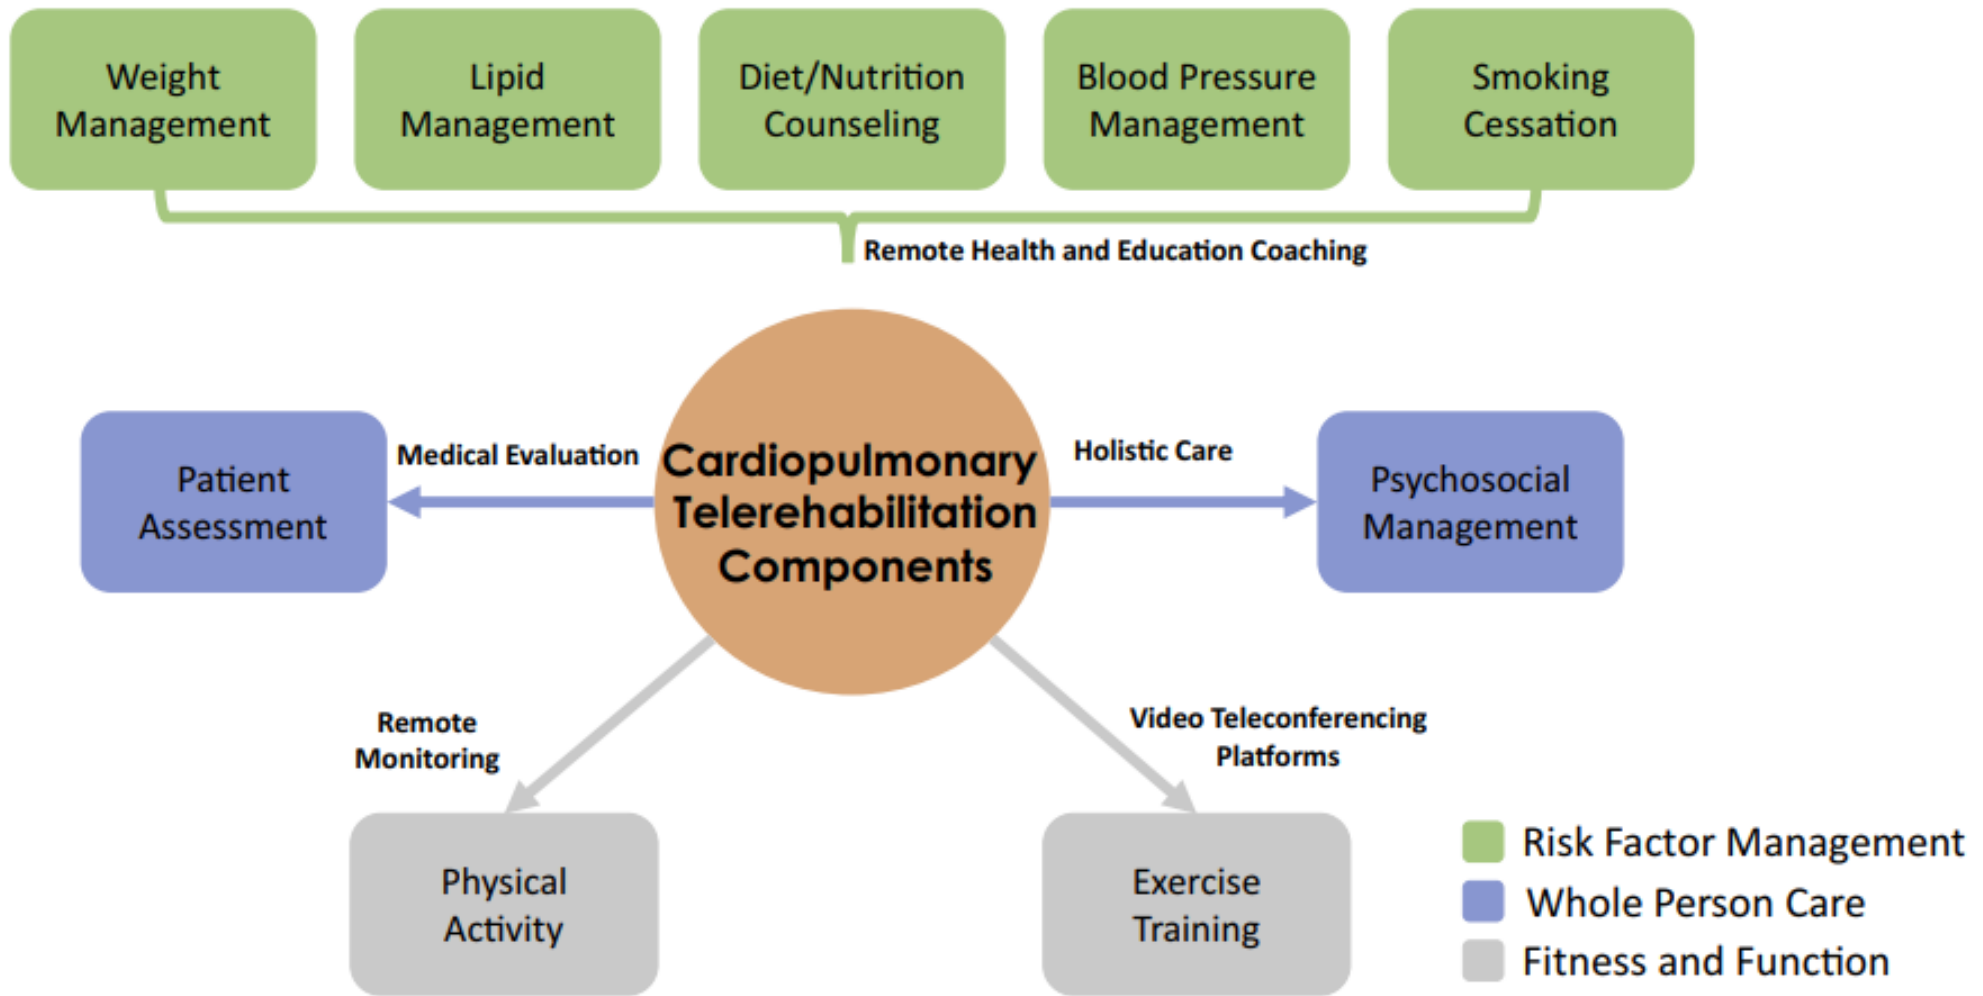 Weight
Management
Lipid
Management
Diet/Nutrition
Counseling
Blood Pressure
Management
Smoking
Cessation
Remote Health and Education Coaching
Patient
Assessment
Medical Evaluation
Cardiopulmonary
Telerehabilitation
Components
Holistic Care
Psychosocial
Management
Remote
Monitoring
Video Teleconferencing
Platforms
Physical
Activity
Exercise
Training
Risk Factor Management
Whole Person Care
Fitness and Function